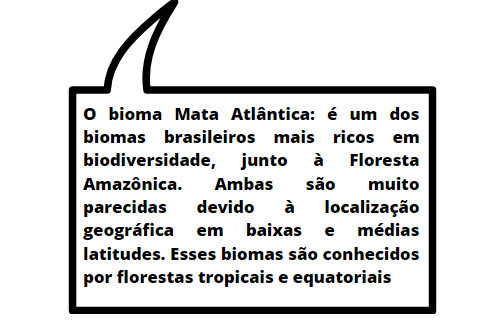 O bioma Mata Atlântica: é um dos
biomas brasileiros mais ricos em
biodiversidade, junto à Floresta
Amazônica. Ambas são muito
parecidas devido à localização
geográfica em baixas e médias
latitudes. Esses biomas são conhecidos
por florestas tropicais e equatoriais